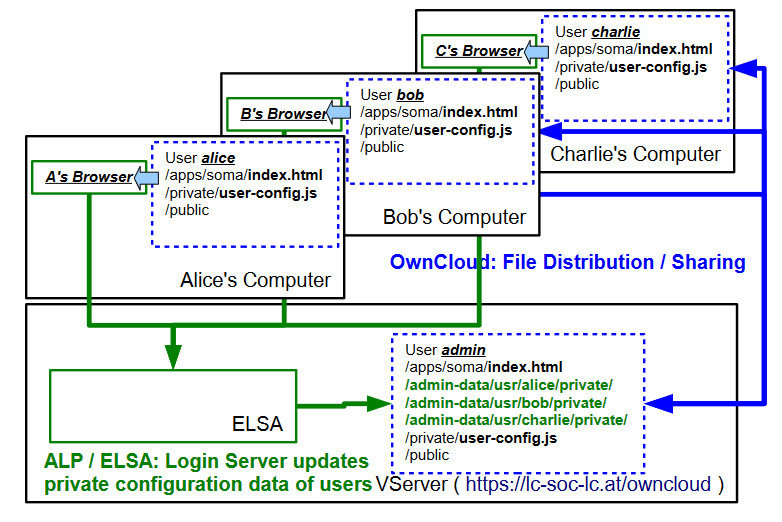 User charlie
C's Browser
/apps/soma/index.html
/private/user-config.js
/public
Charlie's Computer
User bob
B's Browser
/apps/soma/index.html
/private/user-config.js
/public
Bob's Computer
User alice
A's Browser
/apps/soma/index.html
/private/user-config.js
/public
Alice's Computer
OwnCloud: File Distribution / Sharing
User admin
/apps/soma/index.html
/admin-data/usr/alice/private/
/admin-data/usr/bob/private/
/admin-data/usr/charlie/private/
/private/user-config.js
/public
ELSA
ALP / ELSA: Login Server updates
private configuration data of users
VServer ( https://lc-soc-lc.at/owncloud )